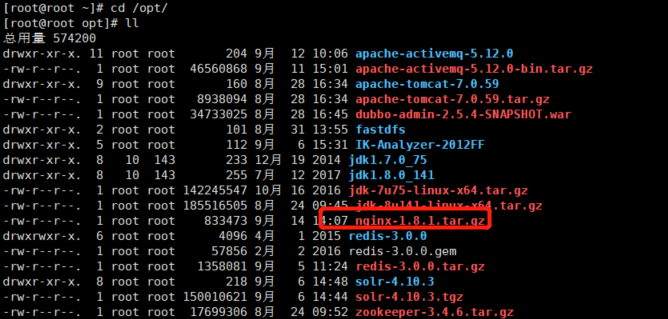 [root@root ~]# cd /opt/
[root@root opt]# ll
总用量 574200
drwxr-xr-x. 11 root root 204 9月 12 10:06 apache-activemq-5.12.0
-rw-r--r--. 1 root root 46560868 9月 11 15:01 apache-activemq-5.12.0-bin.tar.gz
drwxr-xr-x. 9 root root 160 8月 28 16:34 apache-tomcat-7.0.59
-rw-r--r--. 1 root root 8938094 8月 28 16:34 apache-tomcat-7.0.59.tar.gz
-rw-r--r--. 1 root root 34733025 8月 28 16:45 dubbo-admin-2.5.4-SNAPSHOT.war
drwxr-xr-x. 2 root root 101 8月 31 13:55 fastdfs
drwxr-xr-x. 5 root root 112 9月 6 15:31 IK-Analyzer-2012FF
drwxr-xr-x. 8 10 143 233 12月 19 2014 jdk1.7.0_75
drwxr-xr-x. 8 10 143 255 7月 12 2017 jdk1.8.0_141
-rw-r--r--. 1 root root 142245547 10月 16 2016 jdk-7u75-linux-x64.tar.gz
-rw-r--r--. 1 root root 185516505 8月 24 09:45 jdk-8u141-linux-x64.tar.gz
-rw-r--r--. 1 root root 833473 9月 14 14:07 nginx-1.8.1.tar.gz
drwxrwxr-x. 6 root root 4096 4月 1 2015 redis-3.0.0
-rw-r--r--. 1 root root 57856 2月 2 2016 redis-3.0.0.gem
-rw-r--r--. 1 root root 1358081 9月 5 11:24 redis-3.0.0.tar.gz
drwxr-xr-x. 8 root root 218 9月 6 14:48 solr-4.10.3
-rw-r--r--. 1 root root 150010621 9月 6 14:44 solr-4.10.3.tgz
-rw-r--r--. 1 root root 17699306 8月 24 09:52 zookeeper-3.4.6.tar.gz